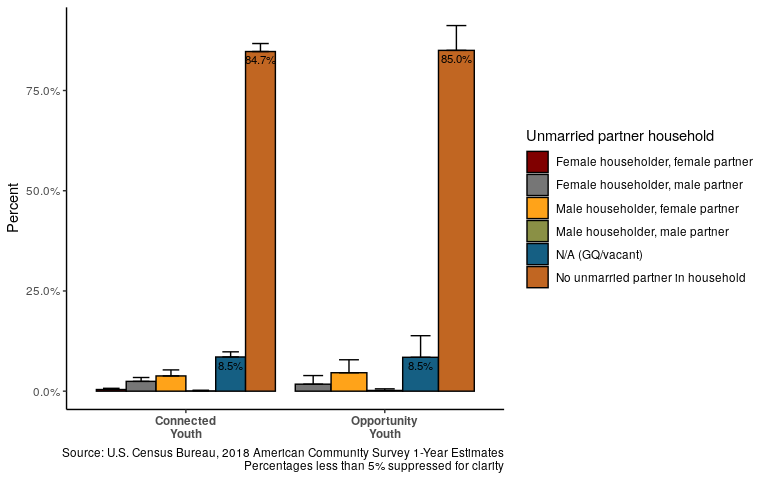 Percent
75.0%
50.0%
25.0%
0.0%
84.7%
8.5%
85.0%
8.5%
Connected
Youth
Opportunity
Youth
Unmarried partner household
Female householder, female partner
Female householder, male partner
Male householder, female partner
Male householder, male partner
N/A (GQ/vacant)
No unmarried partner in household
Source: U.S. Census Bureau, 2018 American Community Survey 1-Year Estimates
Percentages less than 5% suppressed for clarity